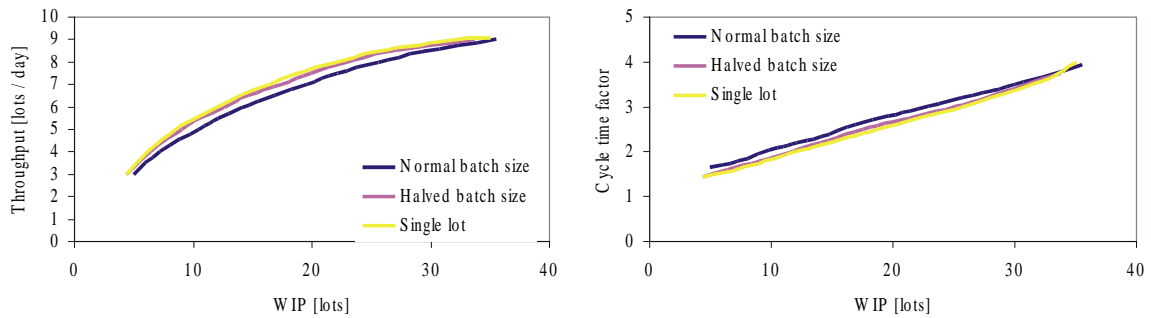 10
9
8
7
6
5
4
3
2
1
0
Throughput [lots / day]
Normal batch size
Halved batch size
Single lot
0 10 20 30 40
WIP [lots]
5
4
3
2
1
0
Cycle time factor
Normal batch size
Halved batch size
Single lot
0 10 20 30 40
WIP [lots]